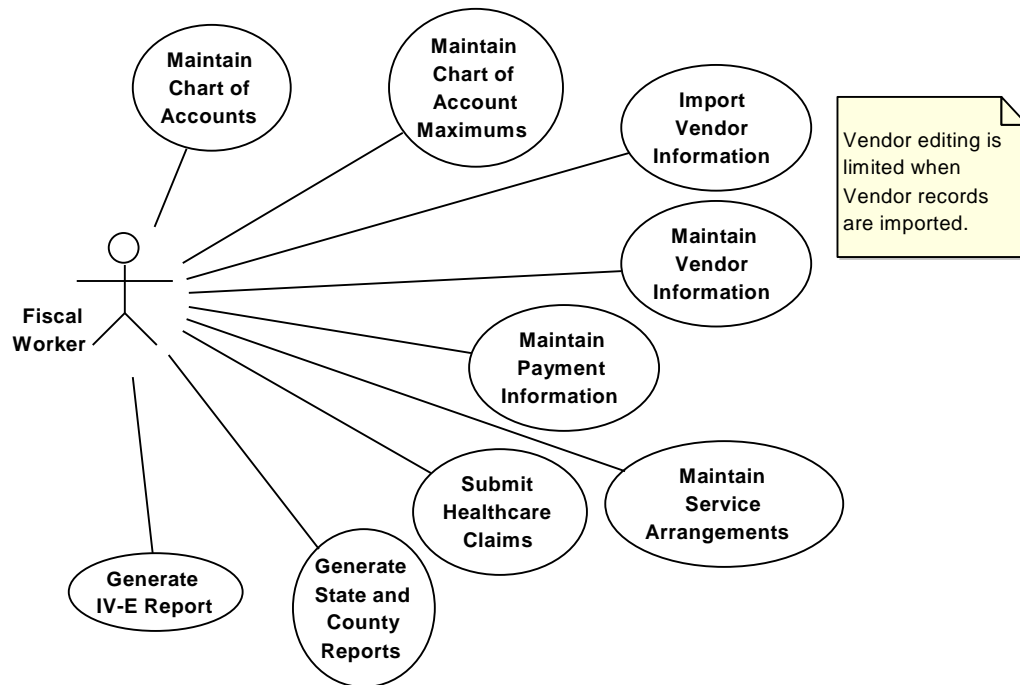 Maintain
Chart of
Accounts
Maintain
Chart of
Account
Maximums
Import
Vendor
Information
Vendor editing is
limited when
Vendor records
are imported.
Maintain
Vendor
Information
Fiscal
Worker
Maintain
Payment
Information
Submit
Healthcare
Claims
Maintain
Service
Arrangements
Generate
IV-E Report
Generate
State and
County
Reports